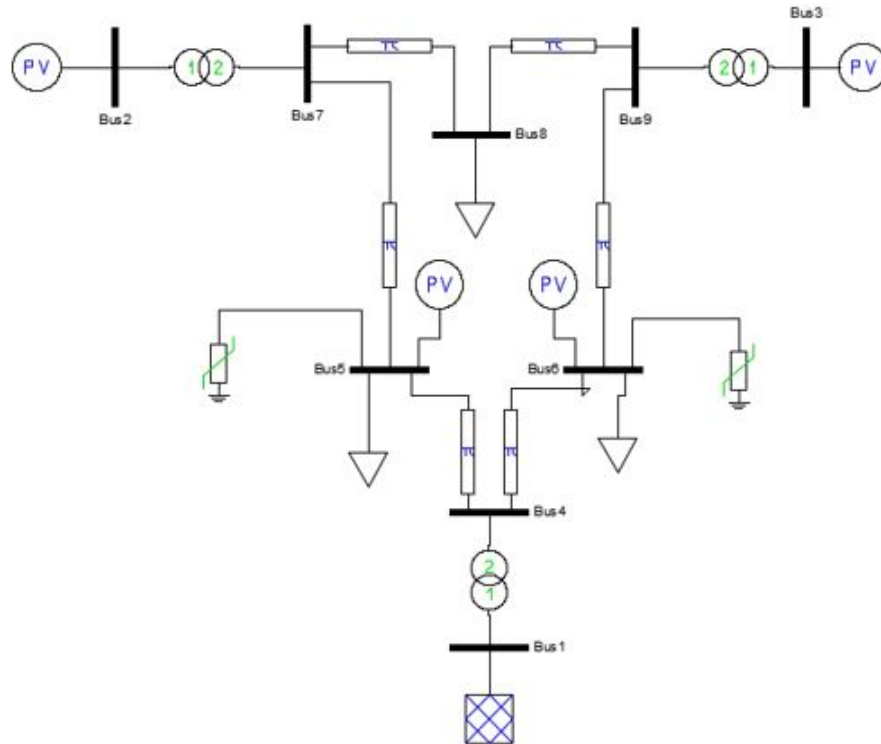 Bus3
PV
1 2
2 1
PV
π
π
Bus2
Bus7
Bus9
Bus8
π
π
PV
PV
Bus5
Bus6
π
π
Bus4
2
1
Bus1